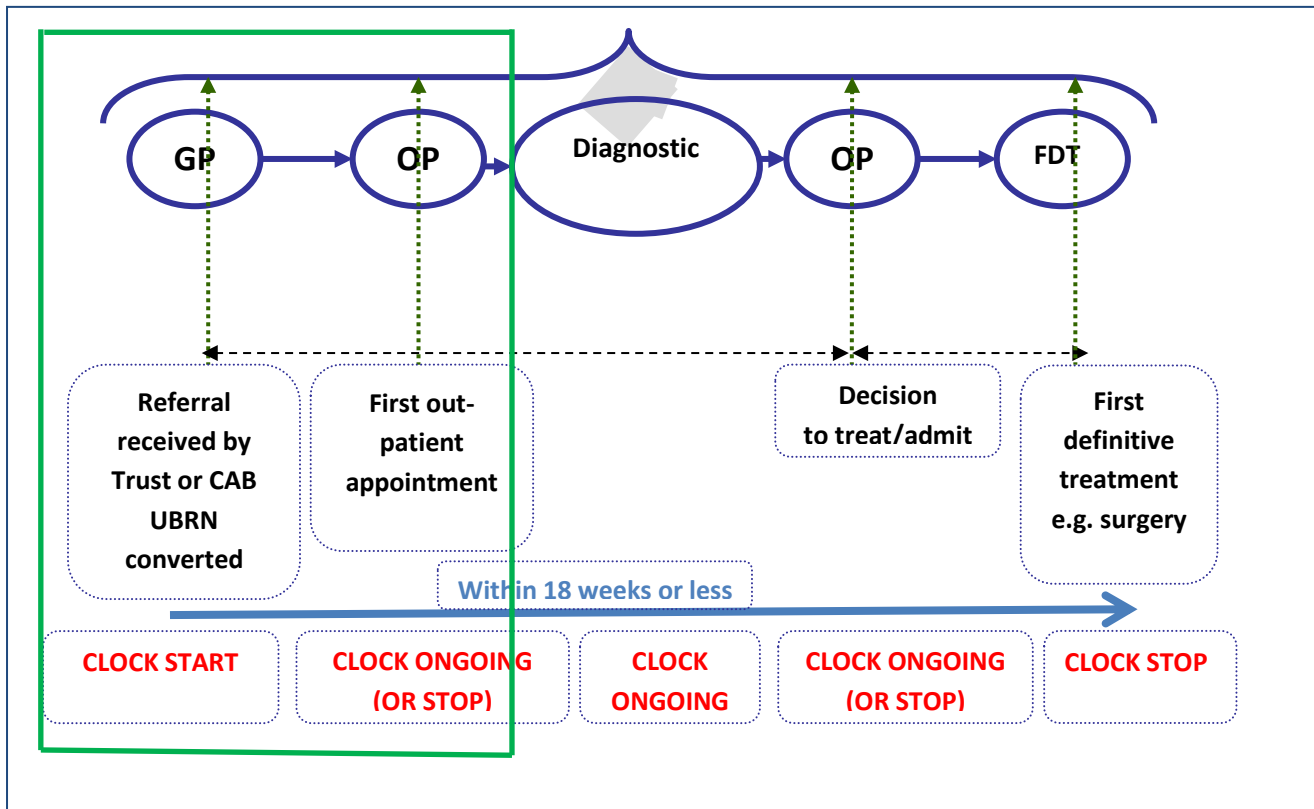 GP
OP
Diagnostic
OP
FDT
Referral
received by
Trust or CAB
UBRN
converted
First out-
patient
appointment
Decision
to treat/admit
First
definitive
treatment
e.g. surgery
Within 18 weeks or less
CLOCK START
CLOCK ONGOING
(OR STOP)
CLOCK
ONGOING
CLOCK ONGOING
(OR STOP)
CLOCK STOP